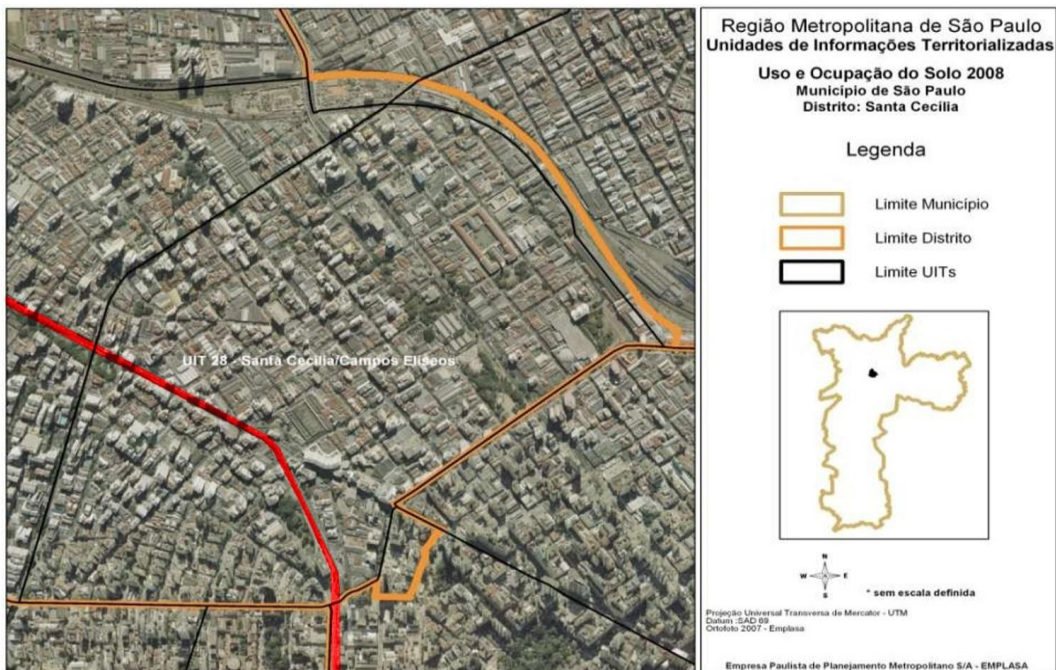 UIT 28 - Santa Cecília/Campos Elíseos
Região Metropolitana de São Paulo
Unidades de Informações Territorializadas
Uso e Ocupação do Solo 2008
Município de São Paulo
Distrito: Santa Cecília
Legenda
Limite Município
Limite Distrito
Limite UITs
N
W E
S
* sem escala definida
Projeção Universal Transversa de Mercator - UTM
Datum :SAD 69
Ortofoto 2007 - Emplasa
Empresa Paulista de Planejamento Metropolitano S/A - EMPLASA